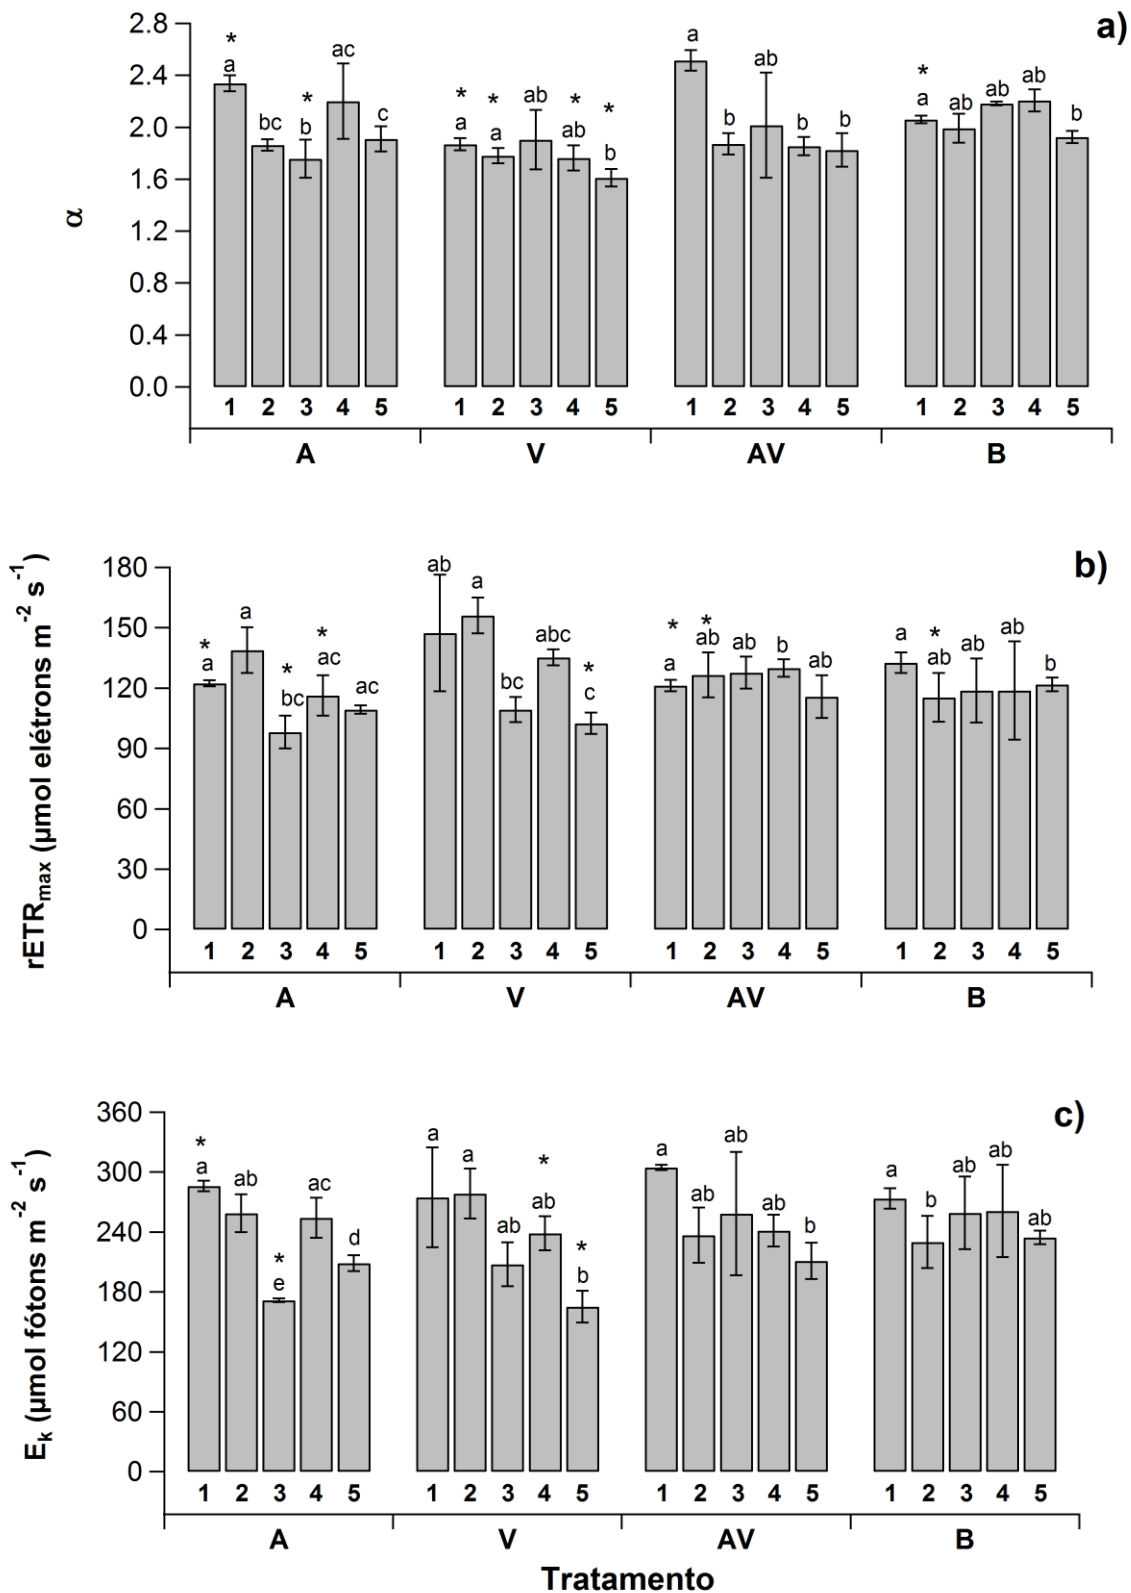 a)
2.8
2.4
2.0
1.6
1.2
0.8
0.4
0.0
α
* a bc * b ac c
* a * a ab * ab * b
a b ab b b
* a ab ab ab b
1 2 3 4 5 1 2 3 4 5 1 2 3 4 5 1 2 3 4 5
A V AV B
b)
180
150
120
90
60
30
0
rETRmax (µmol elétrons m⁻² s⁻¹)
* a a * bc * ac ac
ab a bc abc * c
* a * ab ab b ab
a * ab ab ab b
1 2 3 4 5 1 2 3 4 5 1 2 3 4 5 1 2 3 4 5
A V AV B
c)
360
300
240
180
120
60
0
Ek (µmol fótons m⁻² s⁻¹)
* a ab * e ac d
a a ab * ab * b
a ab ab ab b
a b ab ab ab
1 2 3 4 5 1 2 3 4 5 1 2 3 4 5 1 2 3 4 5
A V AV B
Tratamento